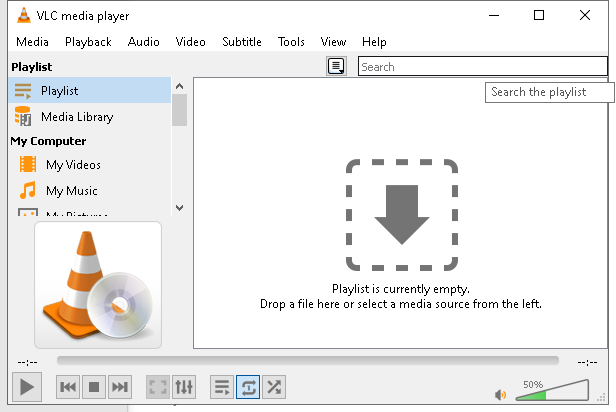 VLC media player
Media Playback Audio Video Subtitle Tools View Help
Playlist
Search
Playlist
Search the playlist
Media Library
My Computer
My Videos
My Music
My Pictures
Playlist is currently empty.
Drop a file here or select a media source from the left.
--:-- --:--
50%